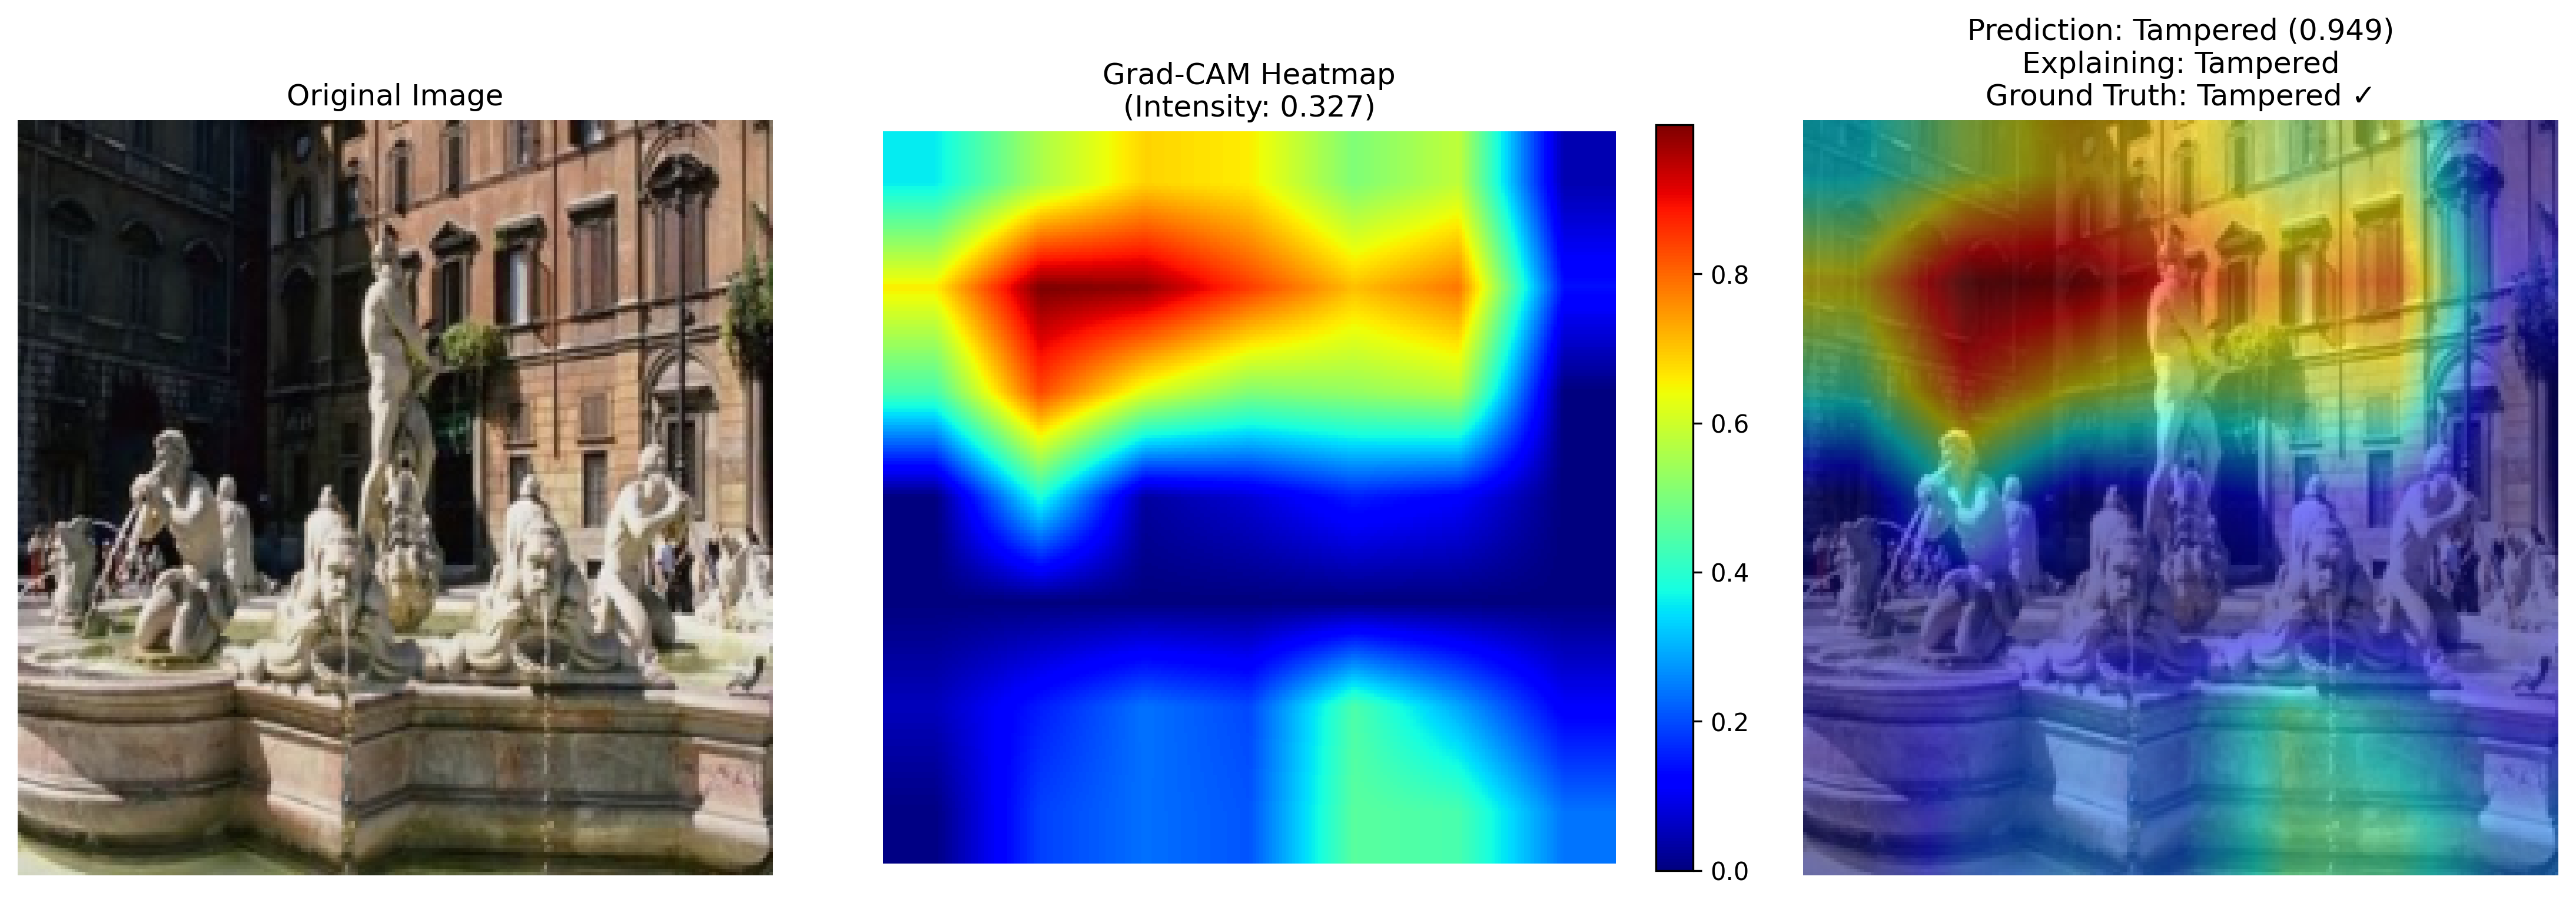 Original Image
Grad-CAM Heatmap
(Intensity: 0.327)
0.8
0.6
0.4
0.2
0.0
Prediction: Tampered (0.949)
Explaining: Tampered
Ground Truth: Tampered ✓